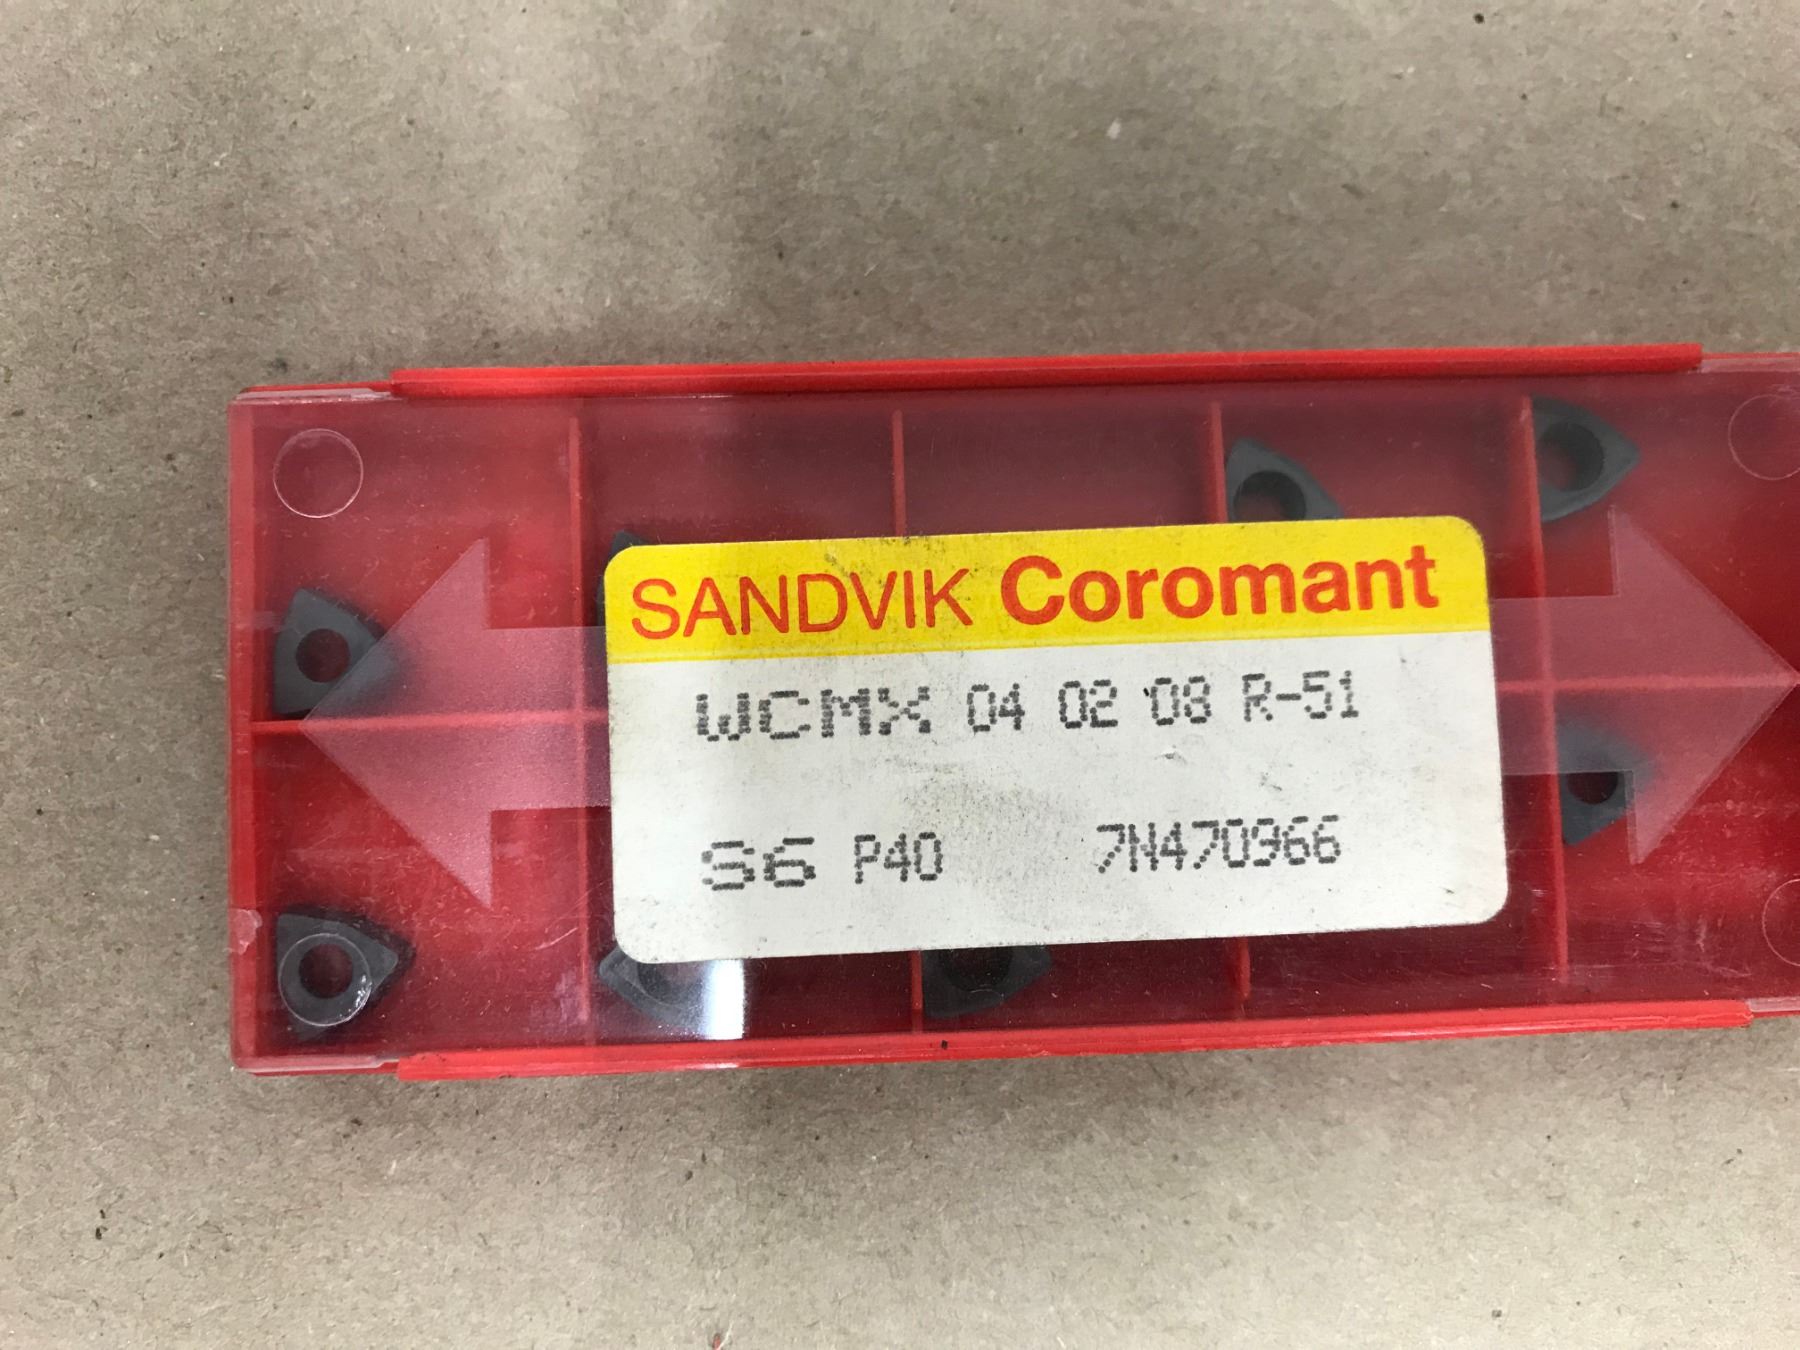 SANDVIK Coromant
WCMX 04 02 08 R-51
S6 P40 7N470966